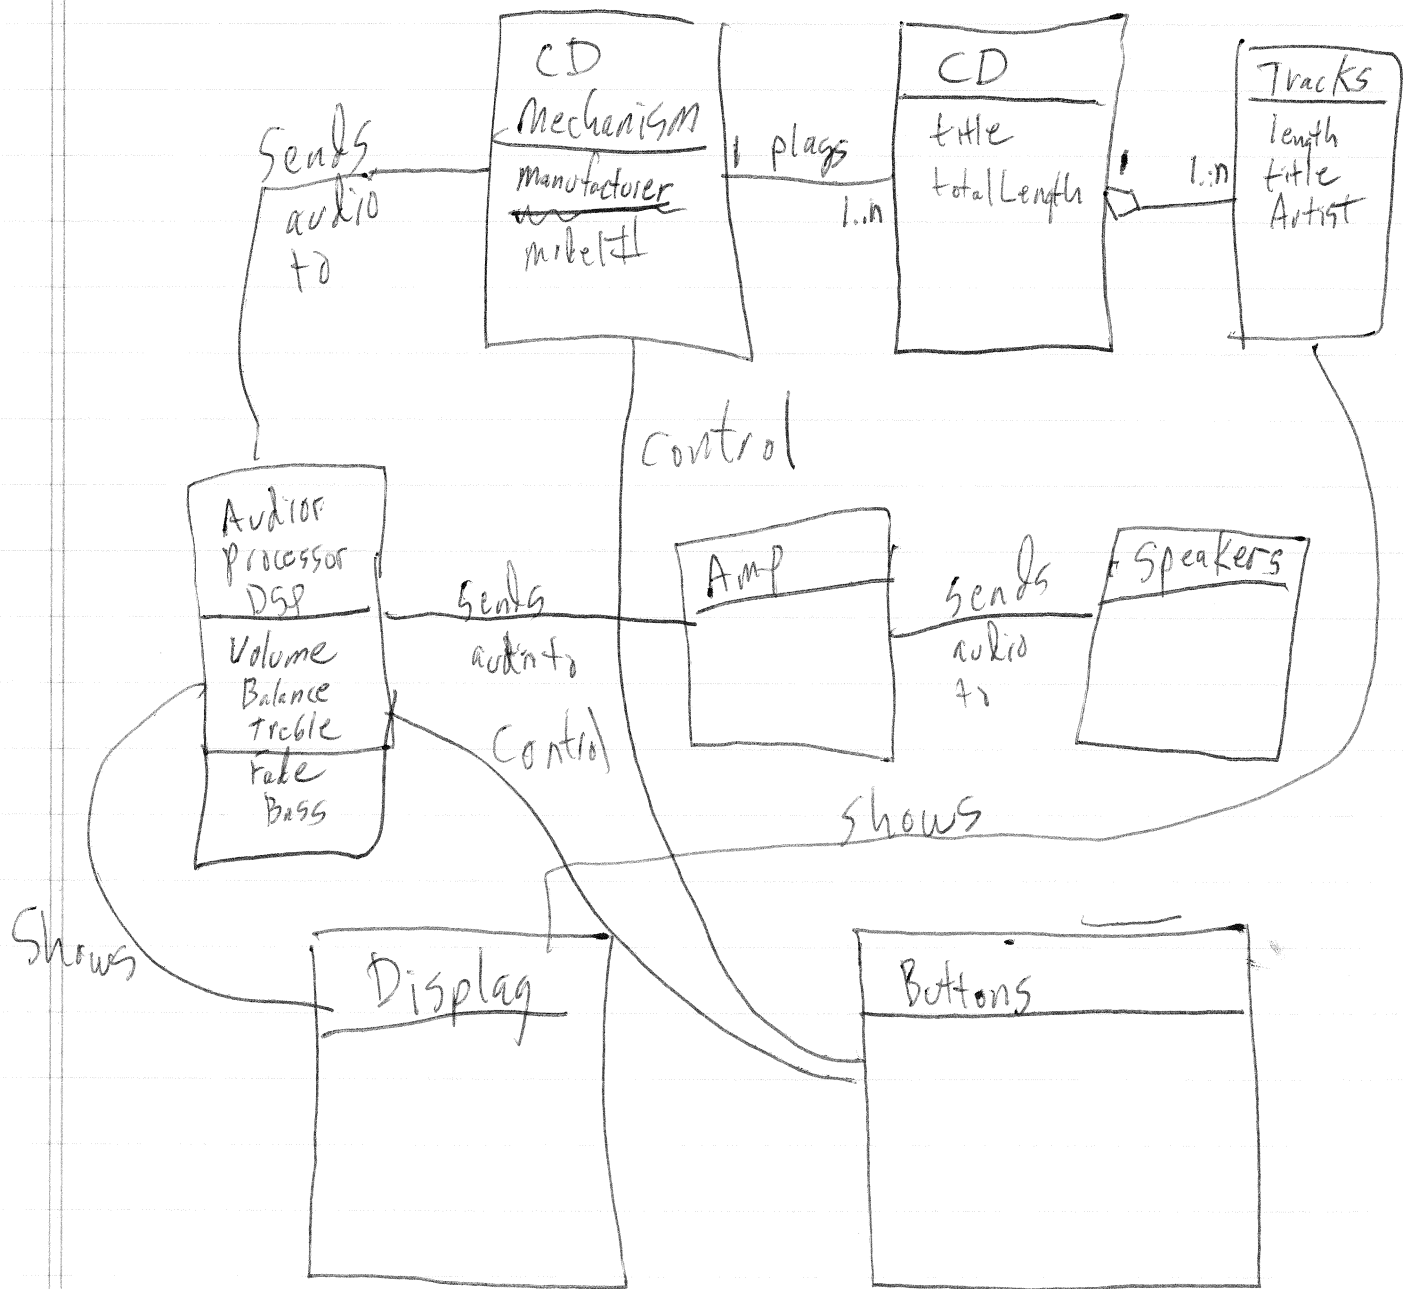 CD
Mechanism
Manufacturer
model#
1 plays
1..n
CD
title
totalLength
1
1..n
Tracks
length
title
Artist
Sends
audio
to
control
Audior
Processor
DSP
Volume
Balance
Treble
Fade
Bass
sends
audio to
Amp
sends
audio
to
Speakers
Control
shows
Shows
Display
Buttons